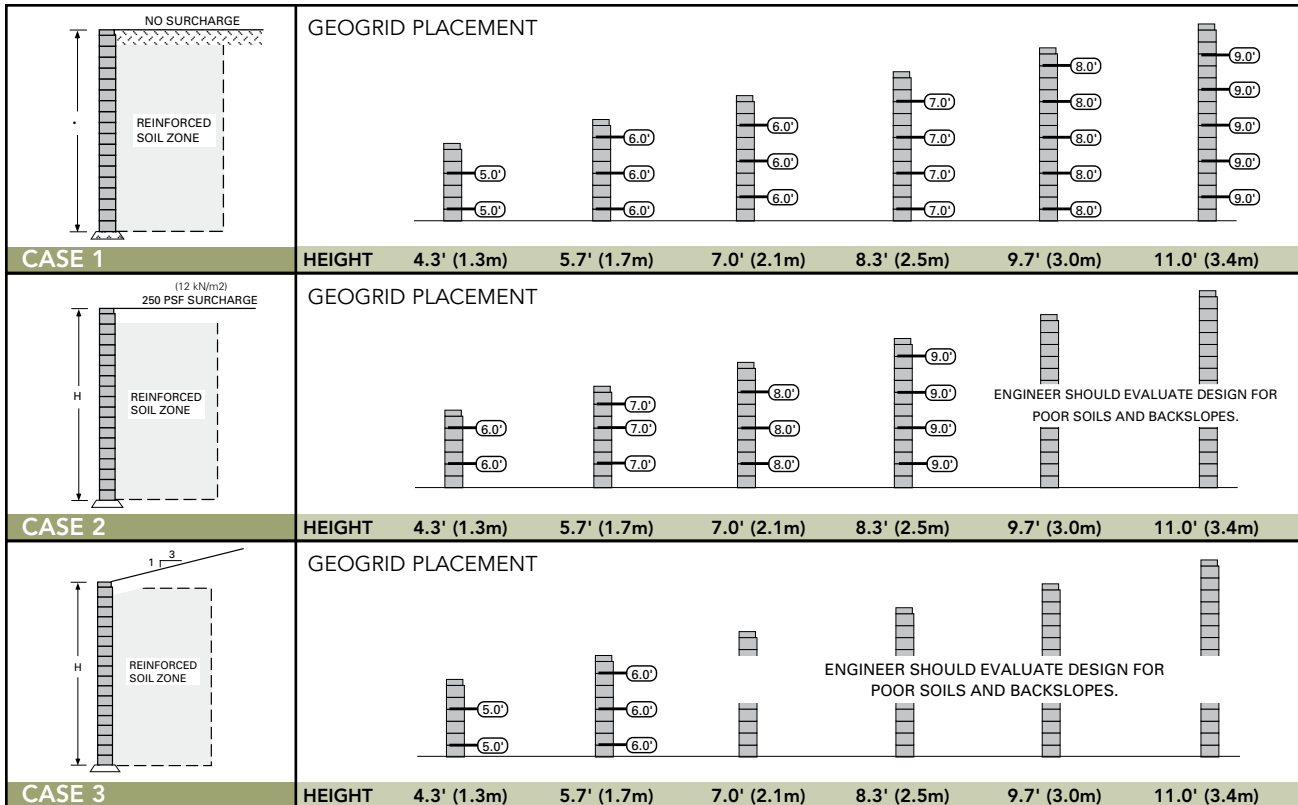 NO SURCHARGE
REINFORCED
SOIL ZONE
CASE 1
GEOGRID PLACEMENT
5.0'
5.0'
6.0'
6.0'
6.0'
6.0'
6.0'
6.0'
7.0'
7.0'
7.0'
7.0'
8.0'
8.0'
8.0'
8.0'
8.0'
9.0'
9.0'
9.0'
9.0'
9.0'
HEIGHT 4.3' (1.3m) 5.7' (1.7m) 7.0' (2.1m) 8.3' (2.5m) 9.7' (3.0m) 11.0' (3.4m)
(12 kN/m2)
250 PSF SURCHARGE
H
REINFORCED
SOIL ZONE
CASE 2
GEOGRID PLACEMENT
6.0'
6.0'
7.0'
7.0'
7.0'
8.0'
8.0'
8.0'
9.0'
9.0'
9.0'
9.0'
ENGINEER SHOULD EVALUATE DESIGN FOR
POOR SOILS AND BACKSLOPES.
HEIGHT 4.3' (1.3m) 5.7' (1.7m) 7.0' (2.1m) 8.3' (2.5m) 9.7' (3.0m) 11.0' (3.4m)
3
1
H
REINFORCED
SOIL ZONE
CASE 3
GEOGRID PLACEMENT
5.0'
5.0'
6.0'
6.0'
6.0'
ENGINEER SHOULD EVALUATE DESIGN FOR
POOR SOILS AND BACKSLOPES.
HEIGHT 4.3' (1.3m) 5.7' (1.7m) 7.0' (2.1m) 8.3' (2.5m) 9.7' (3.0m) 11.0' (3.4m)